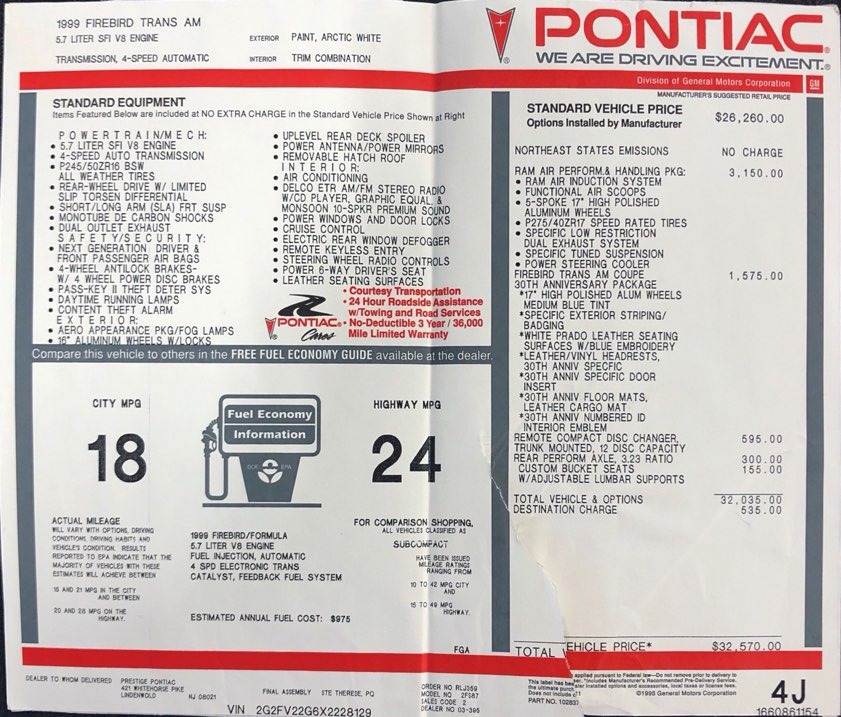 1999 FIREBIRD TRANS AM
5.7 LITER SFI V8 ENGINE
TRANSMISSION, 4-SPEED AUTOMATIC
EXTERIOR PAINT, ARCTIC WHITE
INTERIOR TRIM COMBINATION
PONTIAC®
WE ARE DRIVING EXCITEMENT.®
Division of General Motors Corporation GM
STANDARD EQUIPMENT
Items Featured Below are included at NO EXTRA CHARGE in the Standard Vehicle Price Shown at Right
POWERTRAIN/MECH:
• 5.7 LITER SFI V8 ENGINE
• 4-SPEED AUTO TRANSMISSION
• P245/50ZR16 BSW
ALL WEATHER TIRES
• REAR-WHEEL DRIVE W/ LIMITED
SLIP TORSEN DIFFERENTIAL
• SHORT/LONG ARM (SLA) FRT SUSP
• MONOTUBE DE CARBON SHOCKS
• DUAL OUTLET EXHAUST
SAFETY/SECURITY:
• NEXT GENERATION DRIVER &
FRONT PASSENGER AIR BAGS
• 4-WHEEL ANTILOCK BRAKES-
W/ 4 WHEEL POWER DISC BRAKES
• PASS-KEY II THEFT DETER SYS
• DAYTIME RUNNING LAMPS
• CONTENT THEFT ALARM
EXTERIOR:
• AERO APPEARANCE PKG/FOG LAMPS
• 16" ALUMINUM WHEELS W/LOCKS
• UPLEVEL REAR DECK SPOILER
• POWER ANTENNA/POWER MIRRORS
• REMOVABLE HATCH ROOF
INTERIOR:
• AIR CONDITIONING
• DELCO ETR AM/FM STEREO RADIO
W/CD PLAYER, GRAPHIC EQUAL &
MONSOON 10-SPKR PREMIUM SOUND
• POWER WINDOWS AND DOOR LOCKS
• CRUISE CONTROL
• ELECTRIC REAR WINDOW DEFOGGER
• REMOTE KEYLESS ENTRY
• STEERING WHEEL RADIO CONTROLS
• POWER 6-WAY DRIVER'S SEAT
• LEATHER SEATING SURFACES
PONTIAC® Cares
• Courtesy Transportation
• 24 Hour Roadside Assistance
w/Towing and Road Services
• No-Deductible 3 Year / 36,000
Mile Limited Warranty
Compare this vehicle to others in the FREE FUEL ECONOMY GUIDE available at the dealer.
CITY MPG
18
Fuel Economy
Information
DOE EPA
HIGHWAY MPG
24
ACTUAL MILEAGE
WILL VARY WITH OPTIONS, DRIVING
CONDITIONS, DRIVING HABITS AND
VEHICLE'S CONDITION. RESULTS
REPORTED TO EPA INDICATE THAT THE
MAJORITY OF VEHICLES WITH THESE
ESTIMATES WILL ACHIEVE BETWEEN
15 AND 21 MPG IN THE CITY
AND BETWEEN
20 AND 28 MPG ON THE
HIGHWAY.
1999 FIREBIRD/FORMULA
5.7 LITER V8 ENGINE
FUEL INJECTION, AUTOMATIC
4 SPD ELECTRONIC TRANS
CATALYST, FEEDBACK FUEL SYSTEM
ESTIMATED ANNUAL FUEL COST: $975
FOR COMPARISON SHOPPING,
ALL VEHICLES CLASSIFIED AS
SUBCOMPACT
HAVE BEEN ISSUED
MILEAGE RATINGS
RANGING FROM
10 TO 42 MPG CITY
AND
15 TO 49 MPG
HIGHWAY.
FGA
MANUFACTURER'S SUGGESTED RETAIL PRICE
STANDARD VEHICLE PRICE $26,260.00
Options Installed by Manufacturer
NORTHEAST STATES EMISSIONS NO CHARGE
RAM AIR PERFORM.& HANDLING PKG: 3,150.00
• RAM AIR INDUCTION SYSTEM
• FUNCTIONAL AIR SCOOPS
• 5-SPOKE 17" HIGH POLISHED
ALUMINUM WHEELS
• P275/40ZR17 SPEED RATED TIRES
• SPECIFIC LOW RESTRICTION
DUAL EXHAUST SYSTEM
• SPECIFIC TUNED SUSPENSION
• POWER STEERING COOLER
FIREBIRD TRANS AM COUPE 1,575.00
30TH ANNIVERSARY PACKAGE
*17" HIGH POLISHED ALUM WHEELS
MEDIUM BLUE TINT
*SPECIFIC EXTERIOR STRIPING/
BADGING
*WHITE PRADO LEATHER SEATING
SURFACES W/BLUE EMBROIDERY
*LEATHER/VINYL HEADRESTS,
30TH ANNIV SPECFIC
*30TH ANNIV SPECIFIC DOOR
INSERT
*30TH ANNIV FLOOR MATS,
LEATHER CARGO MAT
*30TH ANNIV NUMBERED ID
INTERIOR EMBLEM
REMOTE COMPACT DISC CHANGER, 595.00
TRUNK MOUNTED, 12 DISC CAPACITY
REAR PERFORM AXLE, 3.23 RATIO 300.00
CUSTOM BUCKET SEATS 155.00
W/ADJUSTABLE LUMBAR SUPPORTS
TOTAL VEHICLE & OPTIONS 32,035.00
DESTINATION CHARGE 535.00
TOTAL VEHICLE PRICE* $32,570.00
DEALER TO WHOM DELIVERED PRESTIGE PONTIAC
421 WHITEHORSE PIKE
LINDENWOLD NJ 08021
FINAL ASSEMBLY STE THERESE, PQ
VIN 2G2FV22G6X2228129
ORDER NO RLJ359
MODEL NO 2FS87
SALES CODE 2
DEALER NO 03-395
This label has been applied pursuant to Federal law—Do not remove prior to delivery to
the ultimate
Does not include
PART NO. 102837
©1995 General Motors Corporation
4J
1660861154